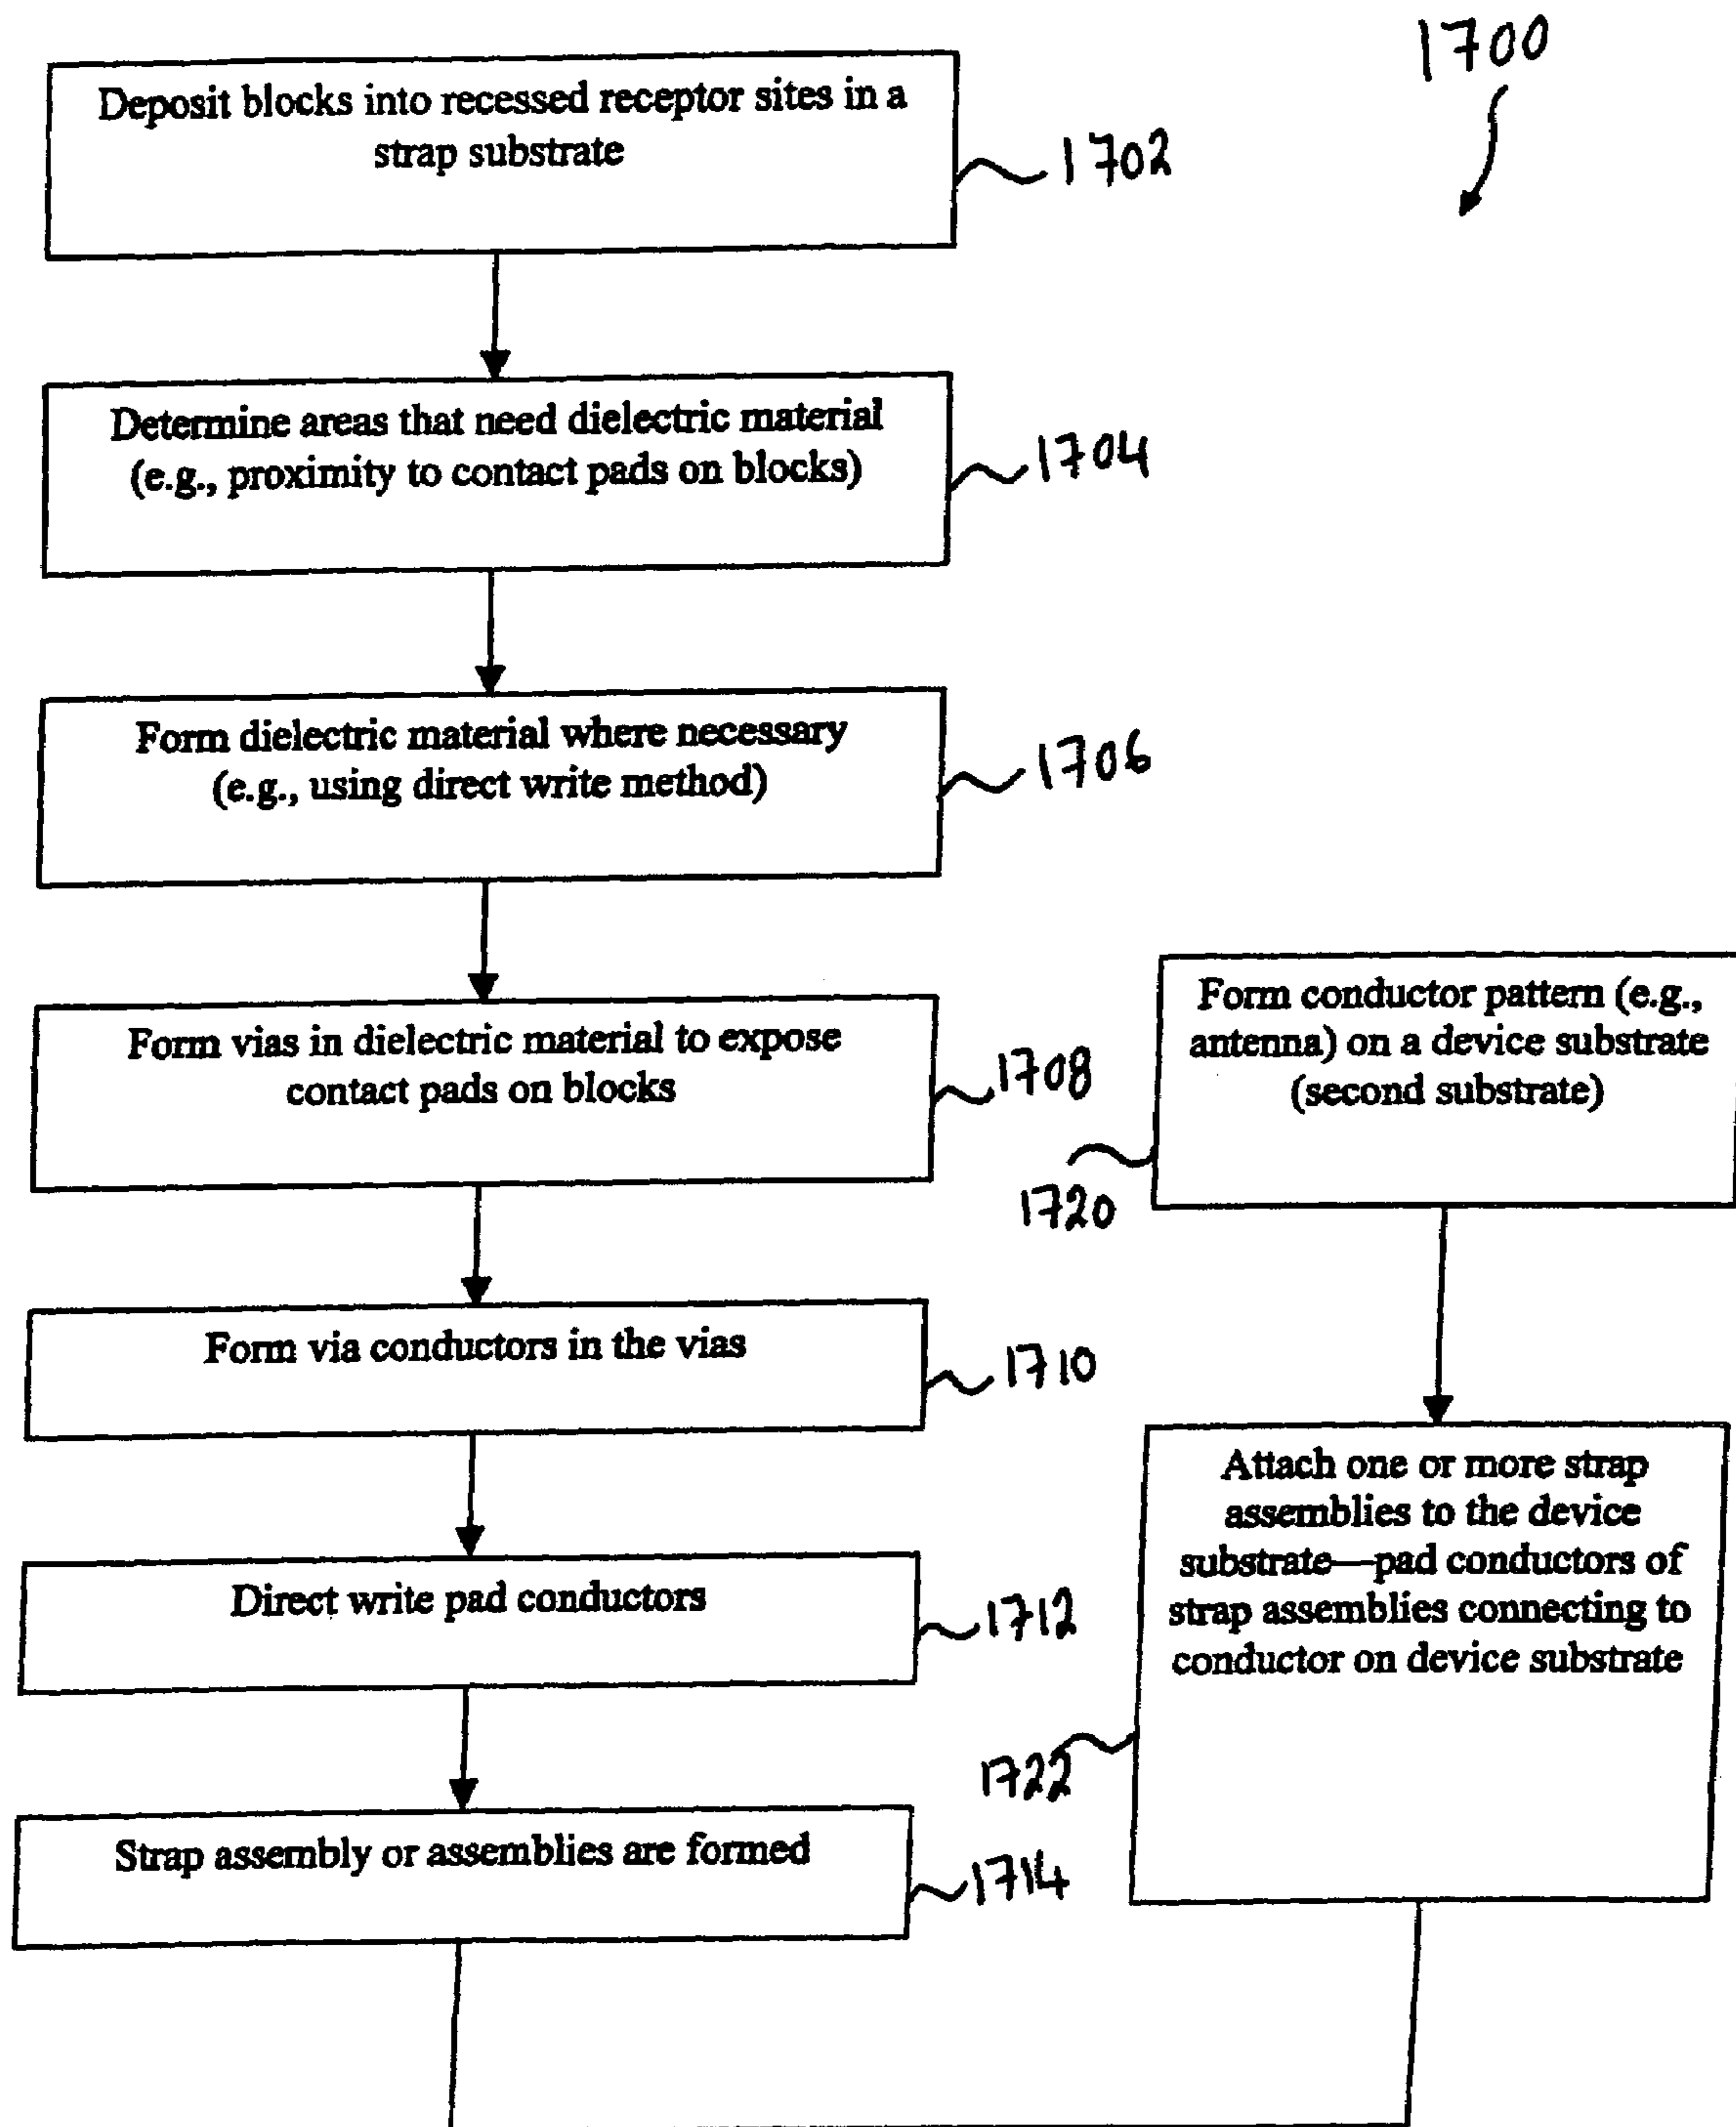 1700
Deposit blocks into recessed receptor sites in a
strap substrate
1702
Determine areas that need dielectric material
(e.g., proximity to contact pads on blocks)
1704
Form dielectric material where necessary
(e.g., using direct write method)
1706
Form vias in dielectric material to expose
contact pads on blocks
1708
Form via conductors in the vias
1710
Direct write pad conductors
1712
Strap assembly or assemblies are formed
1714
Form conductor pattern (e.g.,
antenna) on a device substrate
(second substrate)
1720
Attach one or more strap
assemblies to the device
substrate—pad conductors of
strap assemblies connecting to
conductor on device substrate
1722